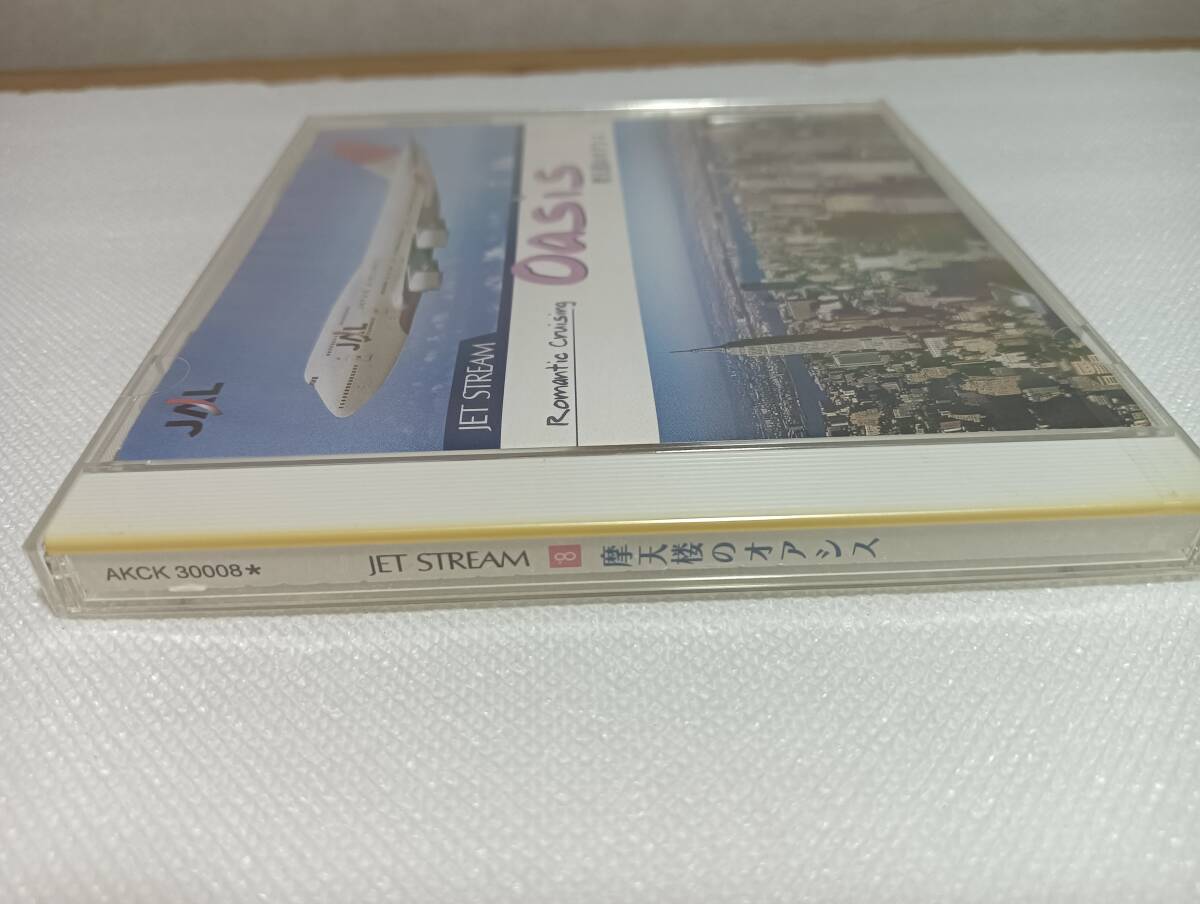 JAL
JAL
JET STREAM
Romantic Cruising
Oasis
AKCK 30008* JET STREAM 8 摩天楼のオアシス